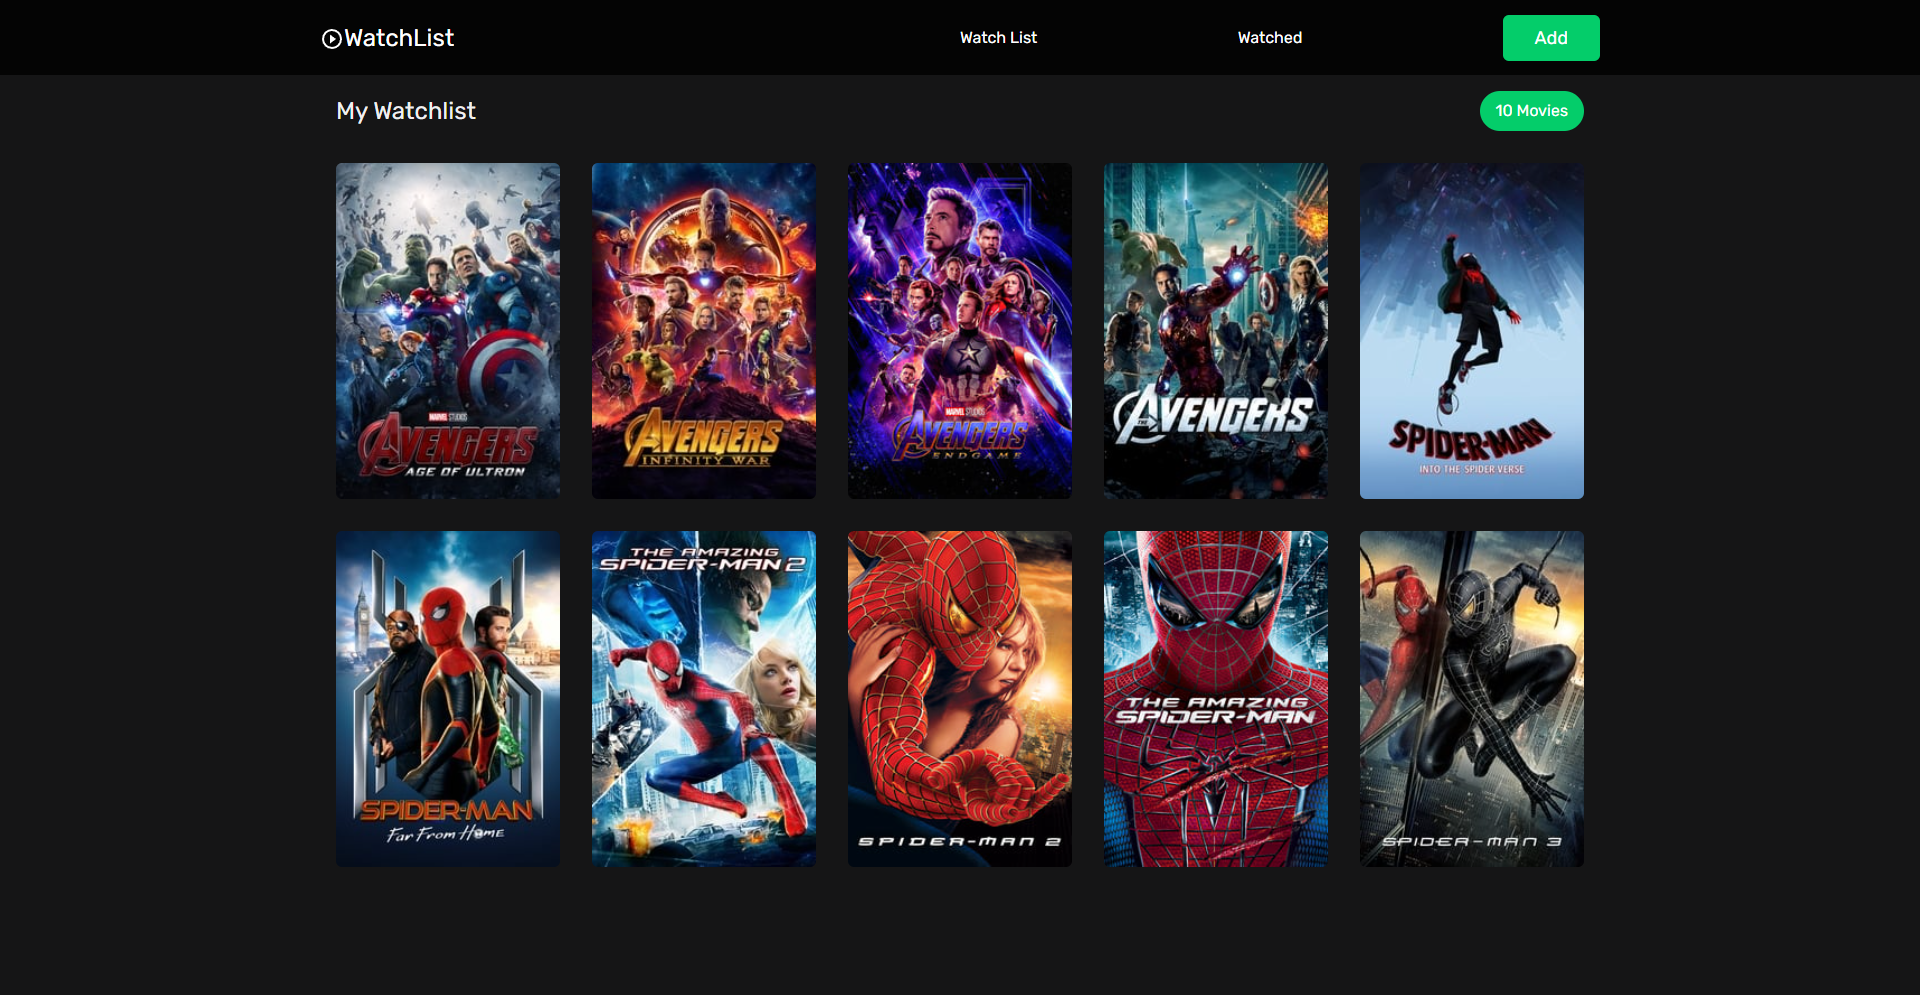 WatchList
Watch List
Watched
Add
My Watchlist
10 Movies
MARVEL STUDIOS
AVENGERS
AGE OF ULTRON
AVENGERS
INFINITY WAR
MARVEL STUDIOS
AVENGERS
ENDGAME
THE AVENGERS
SPIDER-MAN
INTO THE SPIDER-VERSE
SPIDER-MAN
Far From Home
THE AMAZING
SPIDER-MAN 2
SPIDER-MAN 2
THE AMAZING
SPIDER-MAN
SPIDER-MAN 3